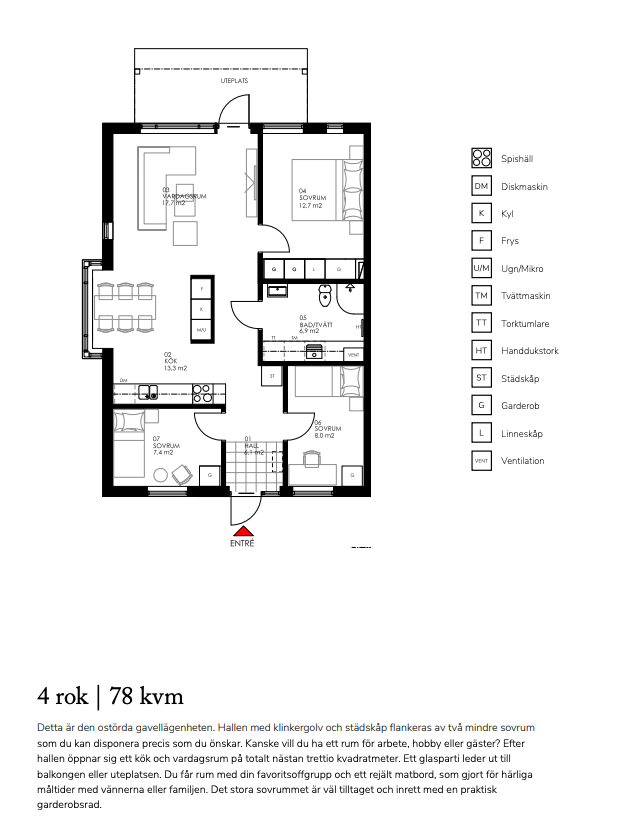 UTEPLATS
03
VARDAGSRUM
17,7 m2
04
SOVRUM
12.7 m2
G G L G
F
K
M/U
05
BAD/TVÄTT
6,9 m2
HT
TT TM
VENT
02
KÖK
13,3 m2
ST
DM
07
SOVRUM
7.4 m2
G
01
HALL
6.1 m2
06
SOVRUM
8.0 m2
G
ENTRÉ
Spishäll
DM Diskmaskin
K Kyl
F Frys
U/M Ugn/Mikro
TM Tvättmaskin
TT Torktumlare
HT Handdukstork
ST Städskåp
G Garderob
L Linneskåp
VENT Ventilation
4 rok | 78 kvm
Detta är den ostörda gavellägenheten. Hallen med klinkergolv och städskåp flankeras av två mindre sovrum
som du kan disponera precis som du önskar. Kanske vill du ha ett rum för arbete, hobby eller gäster? Efter
hallen öppnar sig ett kök och vardagsrum på totalt nästan trettio kvadratmeter. Ett glasparti leder ut till
balkongen eller uteplatsen. Du får rum med din favoritsoffgrupp och ett rejält matbord, som gjort för härliga
måltider med vännerna eller familjen. Det stora sovrummet är väl tilltaget och inrett med en praktisk
garderobsrad.